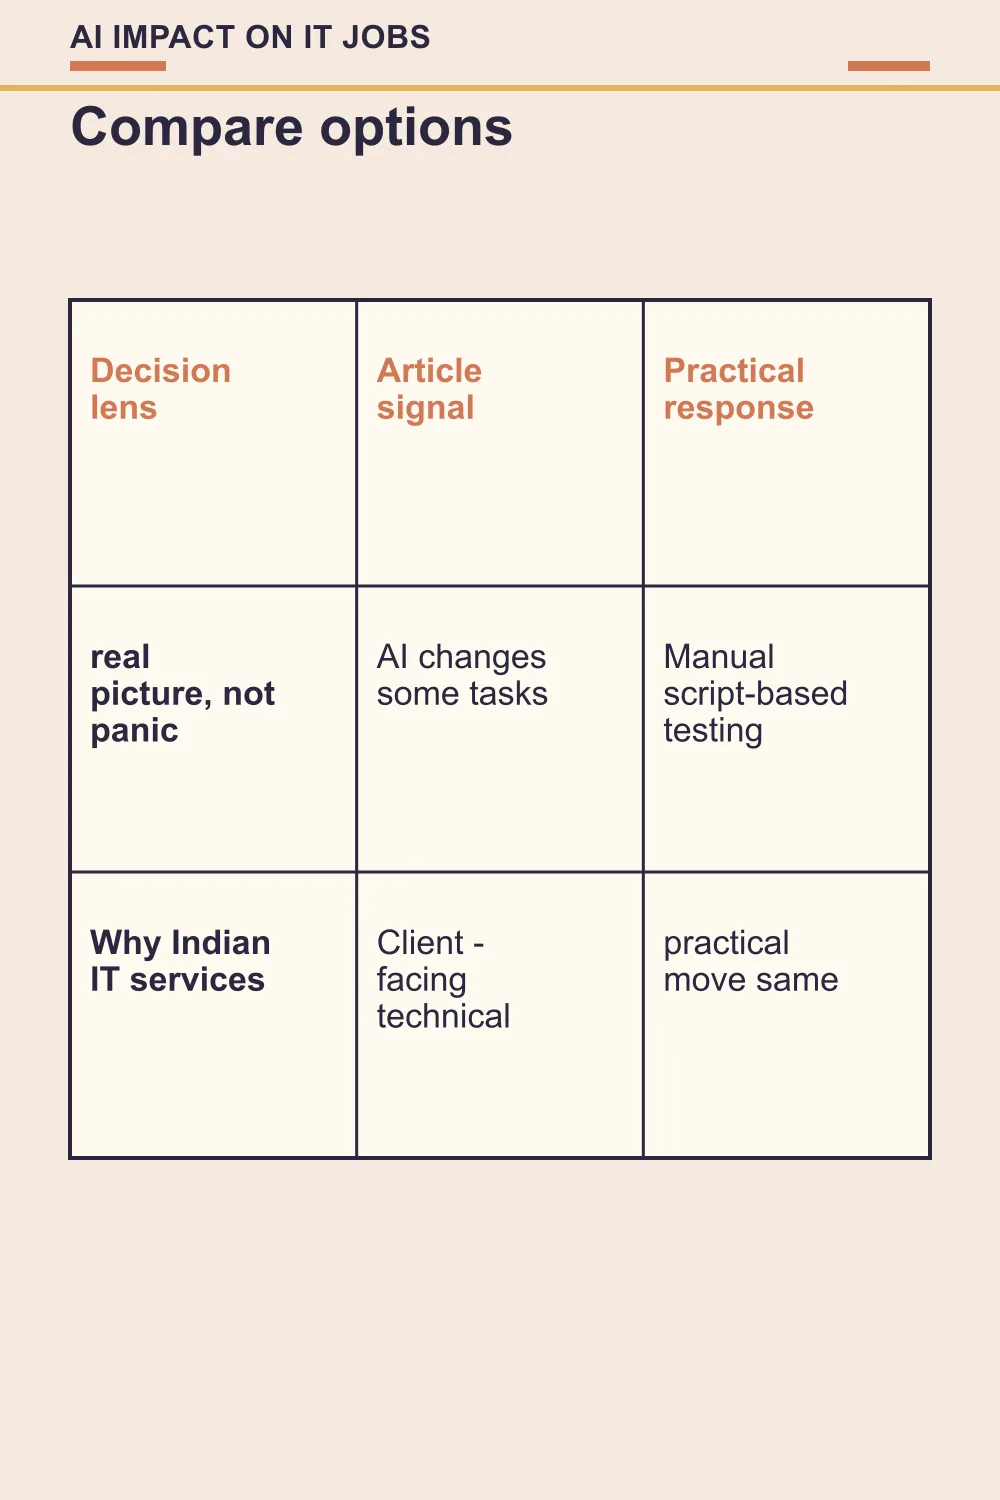 AI IMPACT ON IT JOBS
Compare options
Decision
lens
Article
signal
Practical
response
real
picture, not
panic
AI changes
some tasks
Manual
script-based
testing
Why Indian
IT services
Client -
facing
technical
practical
move same